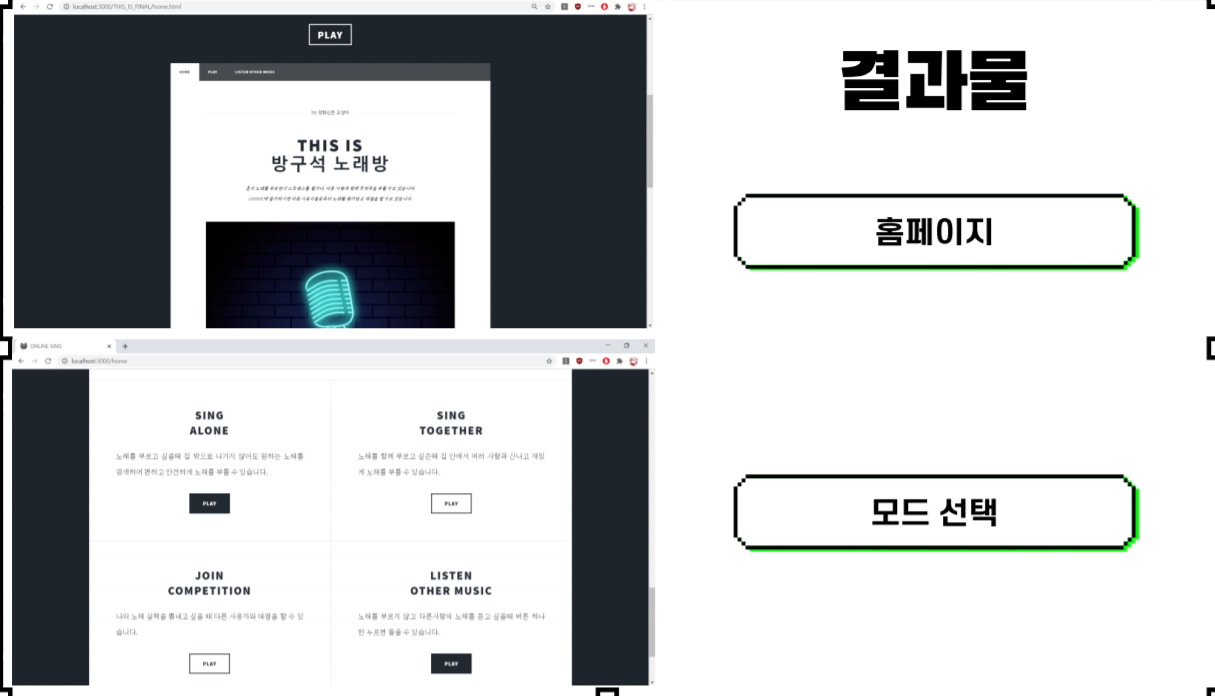 localhost:3000/THIS_IS_FINAL/home.html
PLAY
HOME PLAY LISTEN OTHER MUSIC
by 방화신은 고양이
THIS IS
방구석 노래방
ONLINE SING
localhost:3000/home
SING
ALONE
노래를 부르고 싶을때 집 밖으로 나가지 않아도 원하는 노래를
검색하여 편하고 안전하게 노래를 부를 수 있습니다.
PLAY
SING
TOGETHER
노래를 함께 부르고 싶은때 집 안에서 여러 사람과 신나고 재밌
게 노래를 부를 수 있습니다.
PLAY
JOIN
COMPETITION
나의 노래 실력을 뽐내고 싶을 때 다른 사용자와 대결을 할 수 있
습니다.
PLAY
LISTEN
OTHER MUSIC
노래를 부르지 않고 다른사람의 노래를 듣고 싶을때 버튼 하나
만 누르면 들을 수 있습니다.
PLAY
결과물
홈페이지
모드 선택